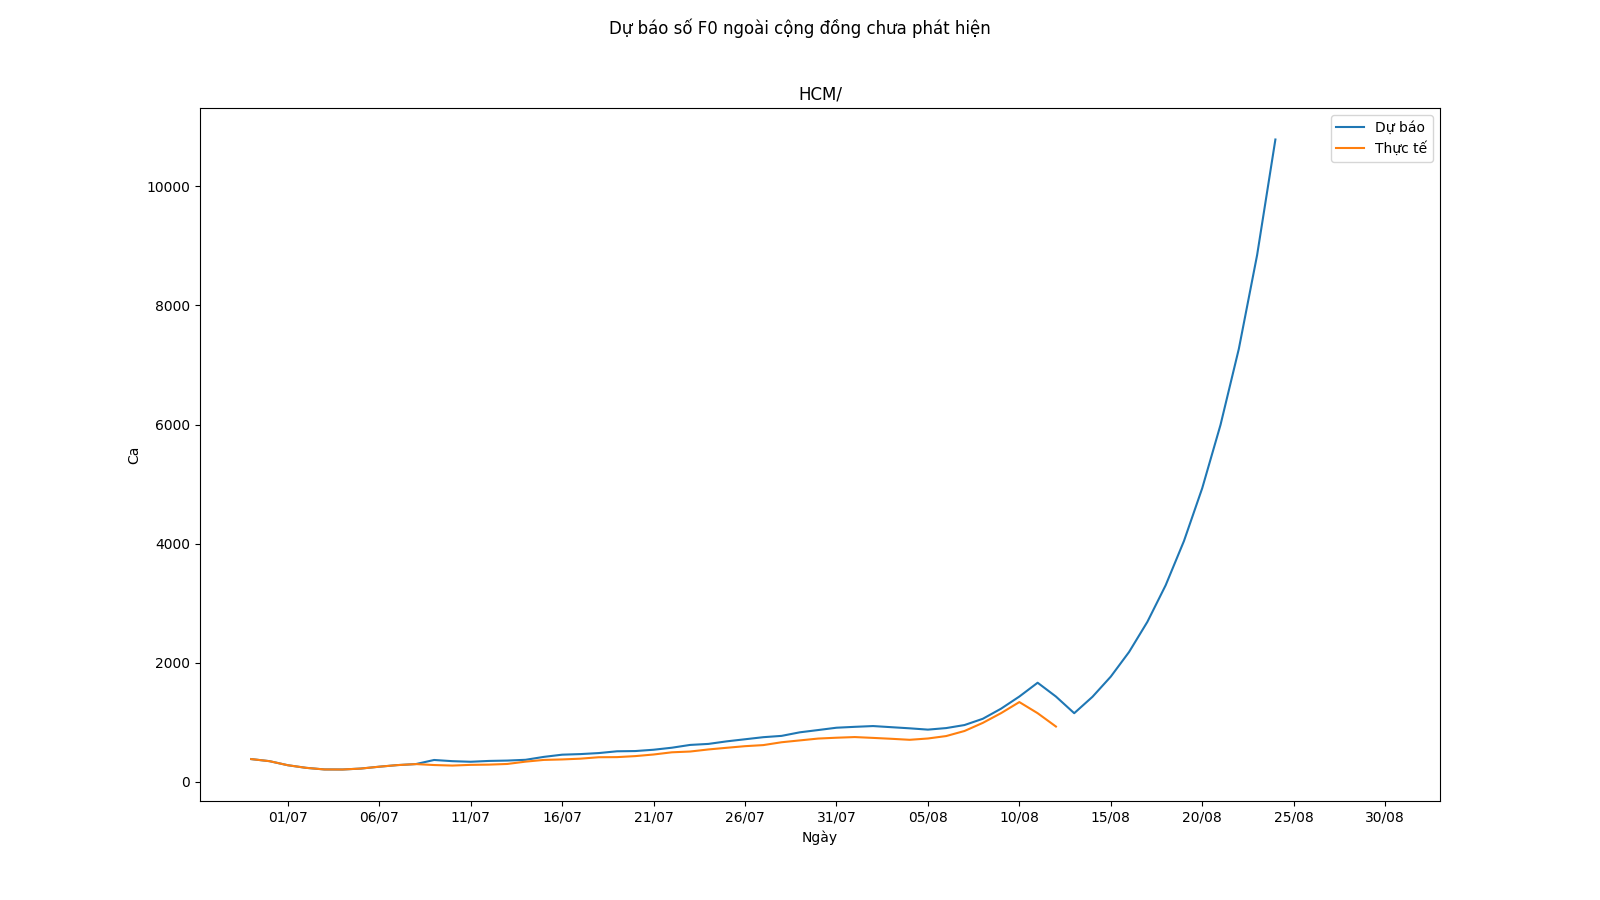 Dự báo số F0 ngoài cộng đồng chưa phát hiện
HCM/
Dự báo
Thực tế
10000
8000
6000
4000
2000
0
Ca
01/07 06/07 11/07 16/07 21/07 26/07 31/07 05/08 10/08 15/08 20/08 25/08 30/08
Ngày